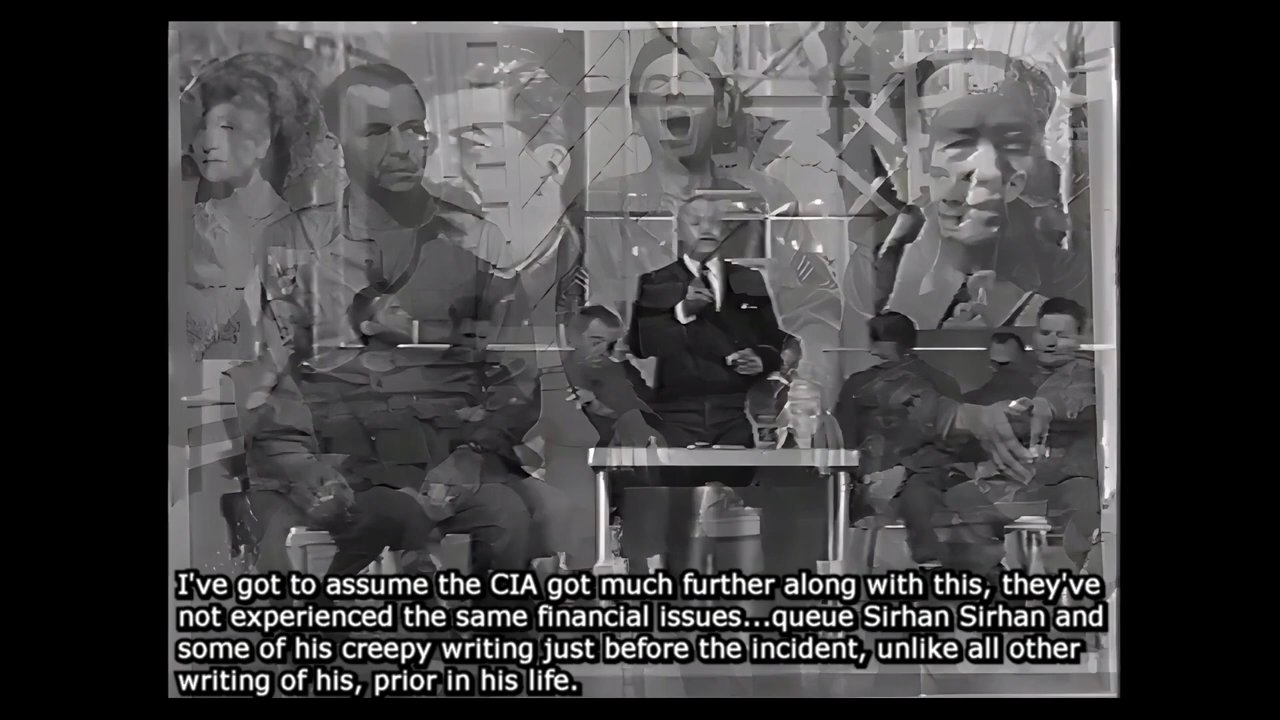 I've got to assume the CIA got much further along with this, they've
not experienced the same financial issues...queue Sirhan Sirhan and
some of his creepy writing just before the incident, unlike all other
writing of his, prior in his life.